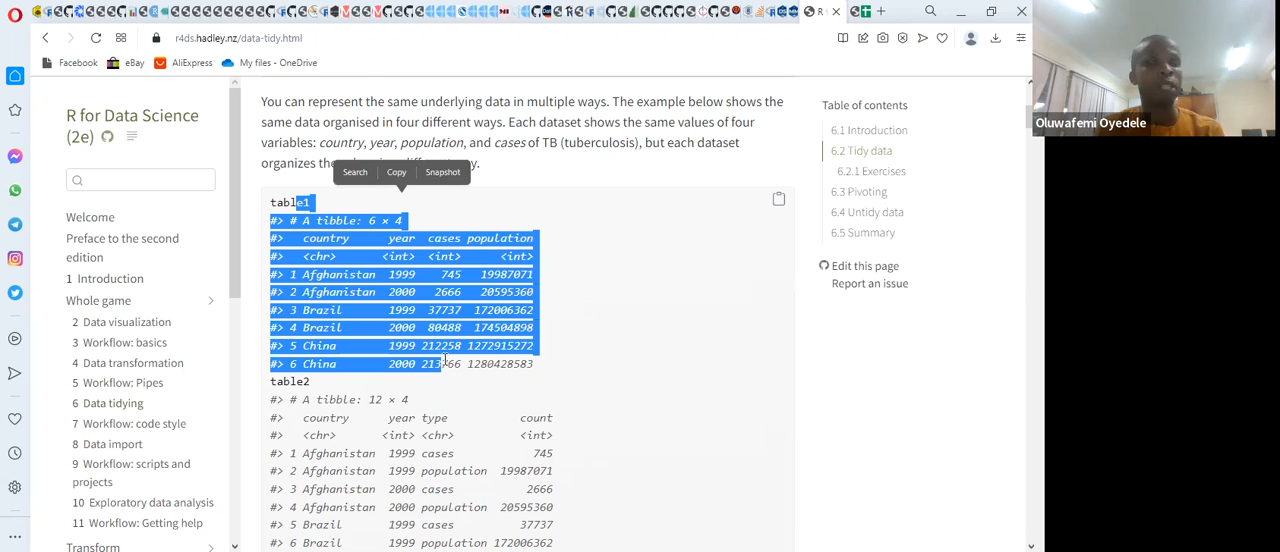 R
r4ds.hadley.nz/data-tidy.html
Facebook
eBay
AliExpress
My files - OneDrive
R for Data Science
(2e)
Welcome
Preface to the second
edition
1 Introduction
Whole game
2 Data visualization
3 Workflow: basics
4 Data transformation
5 Workflow: Pipes
6 Data tidying
7 Workflow: code style
8 Data import
9 Workflow: scripts and
projects
10 Exploratory data analysis
11 Workflow: Getting help
Transform
You can represent the same underlying data in multiple ways. The example below shows the
same data organised in four different ways. Each dataset shows the same values of four
variables: country, year, population, and cases of TB (tuberculosis), but each dataset
organizes the
Search Copy Snapshot
table1
#> # A tibble: 6 × 4
#> country year cases population
#> <chr> <int> <int> <int>
#> 1 Afghanistan 1999 745 19987071
#> 2 Afghanistan 2000 2666 20595360
#> 3 Brazil 1999 37737 172006362
#> 4 Brazil 2000 80488 174504898
#> 5 China 1999 212258 1272915272
#> 6 China 2000 213766 1280428583
table2
#> # A tibble: 12 × 4
#> country year type count
#> <chr> <int> <chr> <int>
#> 1 Afghanistan 1999 cases 745
#> 2 Afghanistan 1999 population 19987071
#> 3 Afghanistan 2000 cases 2666
#> 4 Afghanistan 2000 population 20595360
#> 5 Brazil 1999 cases 37737
#> 6 Brazil 1999 population 172006362
Table of contents
6.1 Introduction
6.2 Tidy data
6.2.1 Exercises
6.3 Pivoting
6.4 Untidy data
6.5 Summary
Edit this page
Report an issue
Oluwafemi Oyedele